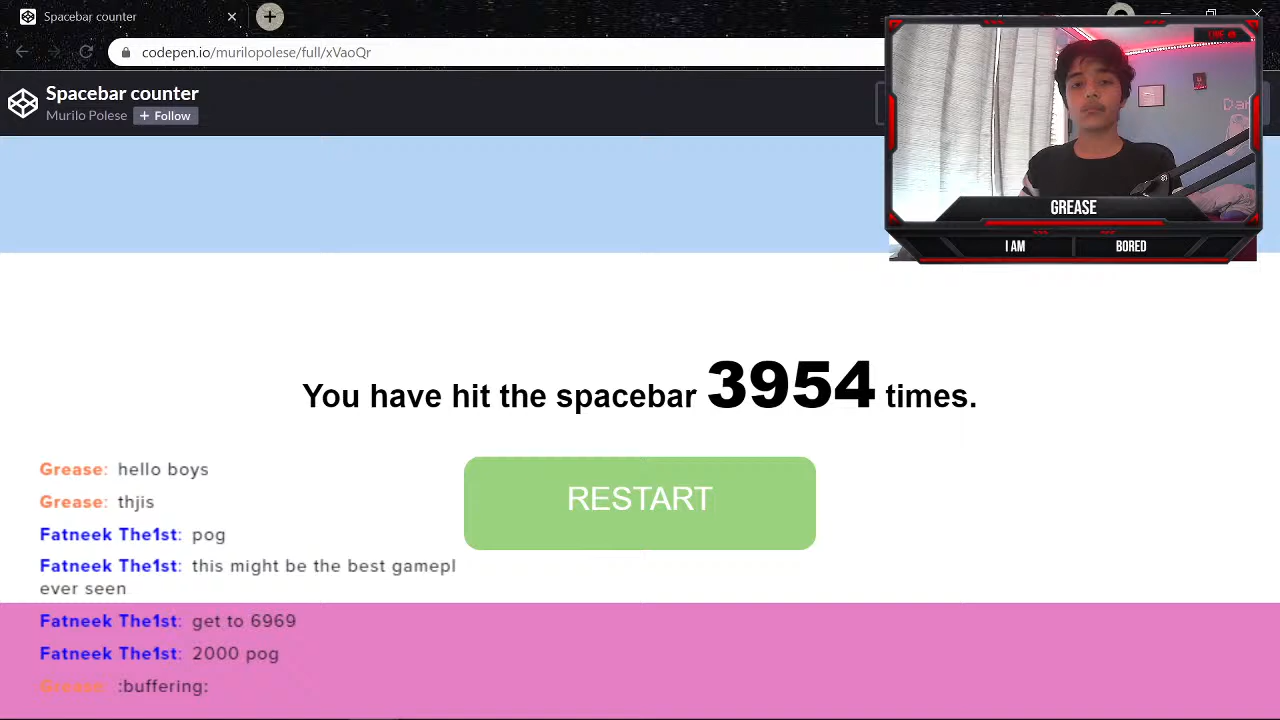 Spacebar counter
codepen.io/murilopolese/full/xVaoQr
Spacebar counter
Murilo Polese + Follow
LIVE
GREASE
I AM BORED
You have hit the spacebar 3954 times.
RESTART
Grease: hello boys
Grease: thjis
Fatneek The1st: pog
Fatneek The1st: this might be the best gamepl
ever seen
Fatneek The1st: get to 6969
Fatneek The1st: 2000 pog
Grease: :buffering: